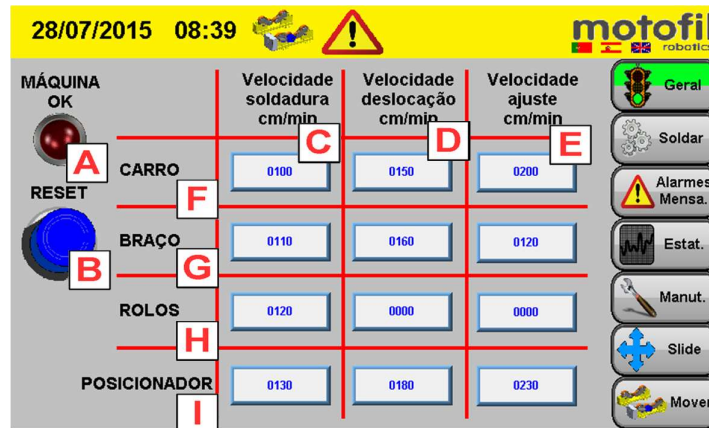 28/07/2015 08:39
motofil
robotics
MÁQUINA
OK
A
RESET
B
Velocidade
soldadura
cm/min
C
Velocidade
deslocação
cm/min
D
Velocidade
ajuste
cm/min
E
CARRO
F
0100 0150 0200
BRAÇO
G
0110 0160 0120
ROLOS
H
0120 0000 0000
POSICIONADOR
I
0130 0180 0230
Geral
Soldar
Alarmes
Mensa.
Estat.
Manut.
Slide
Mover